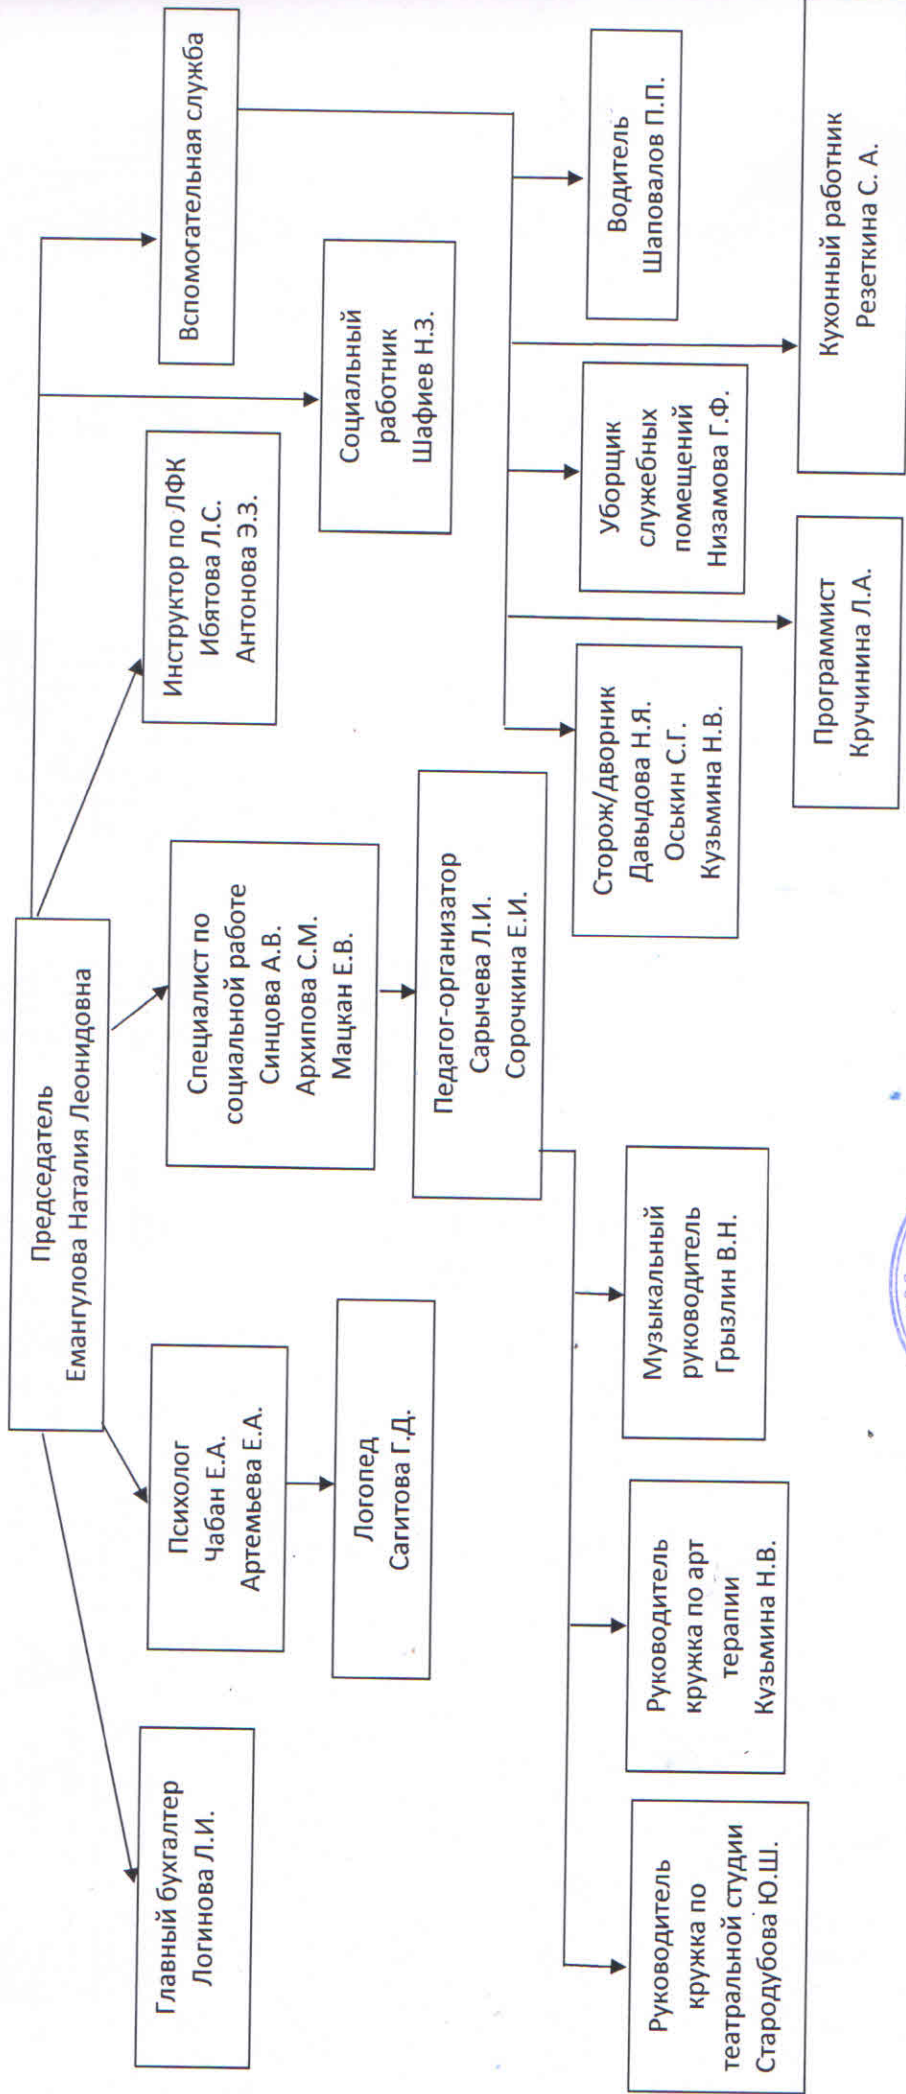 Председатель
Емангулова Наталия Леонидовна
Главный бухгалтер
Логинова Л.И.
Психолог
Чабан Е.А.
Артемьева Е.А.
Специалист по
социальной работе
Синцова А.В.
Архипова С.М.
Мацкан Е.В.
Инструктор по ЛФК
Ибятова Л.С.
Антонова Э.З.
Вспомогательная служба
Логопед
Сагитова Г.Д.
Педагог-организатор
Сарычева Л.И.
Сорочкина Е.И.
Социальный
работник
Шафиев Н.З.
Руководитель
кружка по
театральной студии
Стародубова Ю.Ш.
Руководитель
кружка по арт
терапии
Кузьмина Н.В.
Музыкальный
руководитель
Грызлин В.Н.
Сторож/дворник
Давыдова Н.Я.
Оськин С.Г.
Кузьмина Н.В.
Уборщик
служебных
помещений
Низамова Г.Ф.
Водитель
Шаповалов П.П.
Программист
Кручинина Л.А.
Кухонный работник
Резеткина С. А.